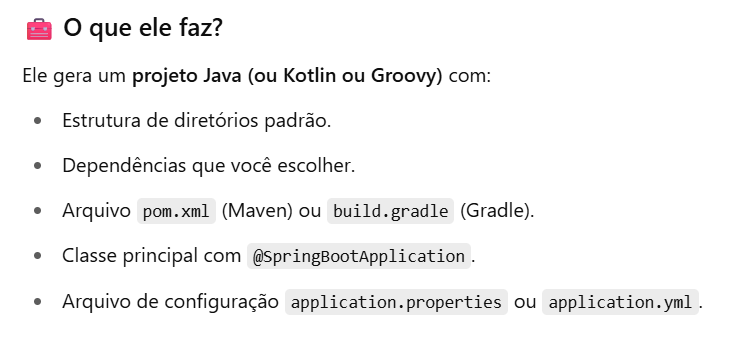 🧰 O que ele faz?
Ele gera um projeto Java (ou Kotlin ou Groovy) com:
• Estrutura de diretórios padrão.
• Dependências que você escolher.
• Arquivo pom.xml (Maven) ou build.gradle (Gradle).
• Classe principal com @SpringBootApplication.
• Arquivo de configuração application.properties ou application.yml.